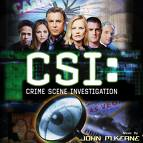 CSI:
CRIME SCENE INVESTIGATION
Music By
JOHN M KEANE